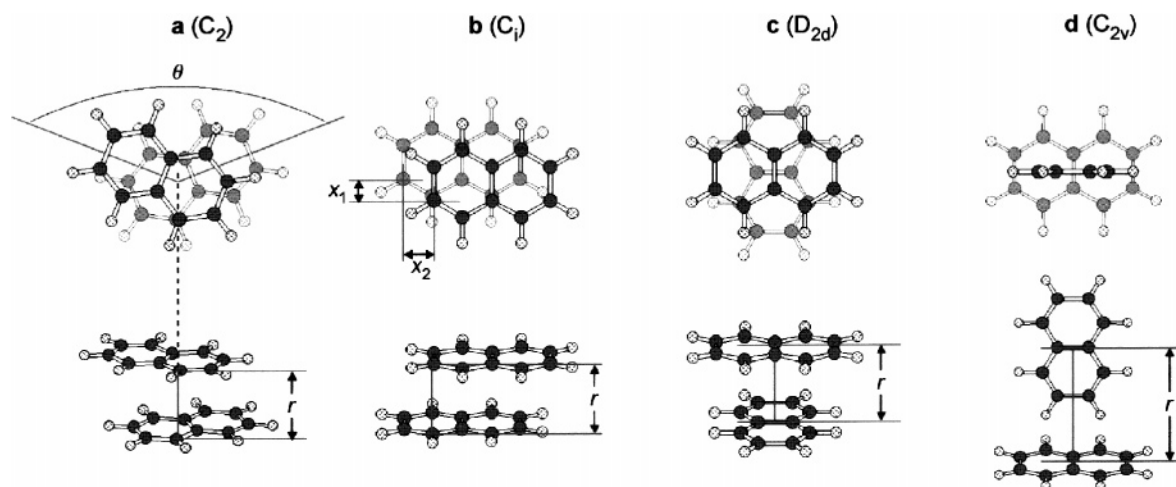 a (C₂)
b (Cᵢ)
c (D₂d)
d (C₂ᵥ)
θ
x₁
x₂
r
r
r
r